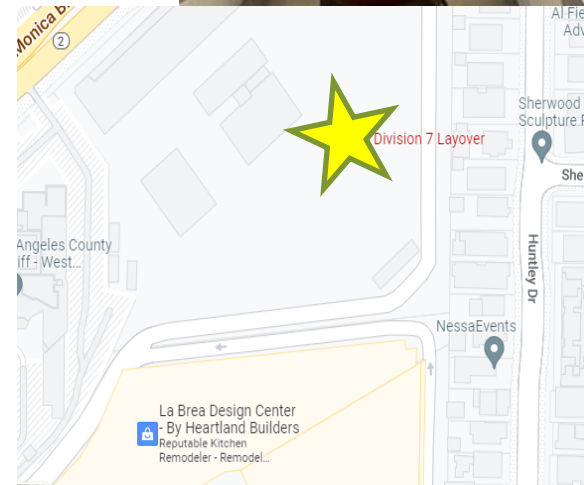 Monica B
2
Al Fie
Adv
Sherwood
Sculpture
Division 7 Layover
She
Angeles County
iff - West...
Huntley Dr
NessaEvents
La Brea Design Center
- By Heartland Builders
Reputable Kitchen
Remodeler - Remodel...